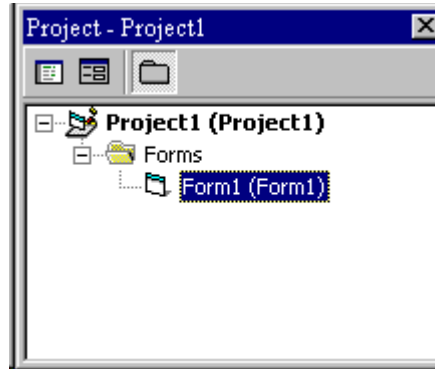 Project - Project1
Project1 (Project1)
Forms
Form1 (Form1)